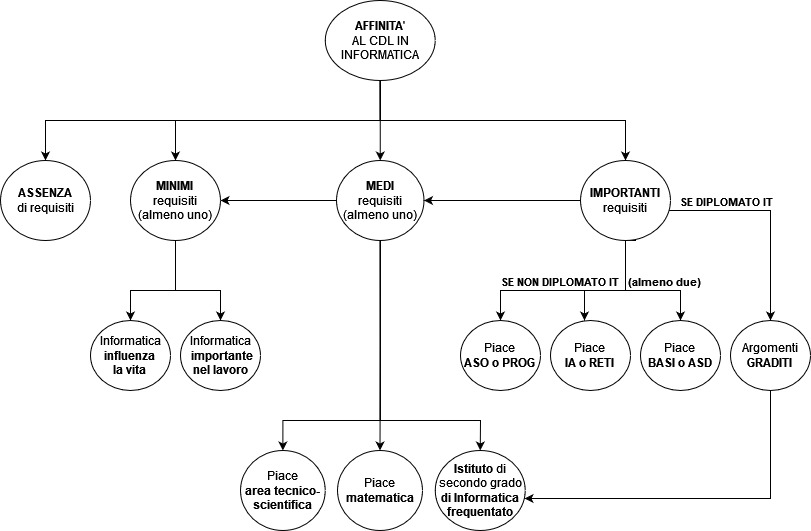 AFFINITA'
AL CDL IN
INFORMATICA
ASSENZA
di requisiti
MINIMI
requisiti
(almeno uno)
MEDI
requisiti
(almeno uno)
IMPORTANTI
requisiti
SE DIPLOMATO IT
SE NON DIPLOMATO IT (almeno due)
Informatica
influenza
la vita
Informatica
importante
nel lavoro
Piace
ASO o PROG
Piace
IA o RETI
Piace
BASI o ASD
Argomenti
GRADITI
Piace
area tecnico-
scientifica
Piace
matematica
Istituto di
secondo grado
di Informatica
frequentato